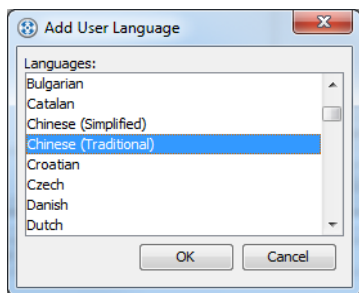 Add User Language
Languages:
Bulgarian
Catalan
Chinese (Simplified)
Chinese (Traditional)
Croatian
Czech
Danish
Dutch
OK Cancel